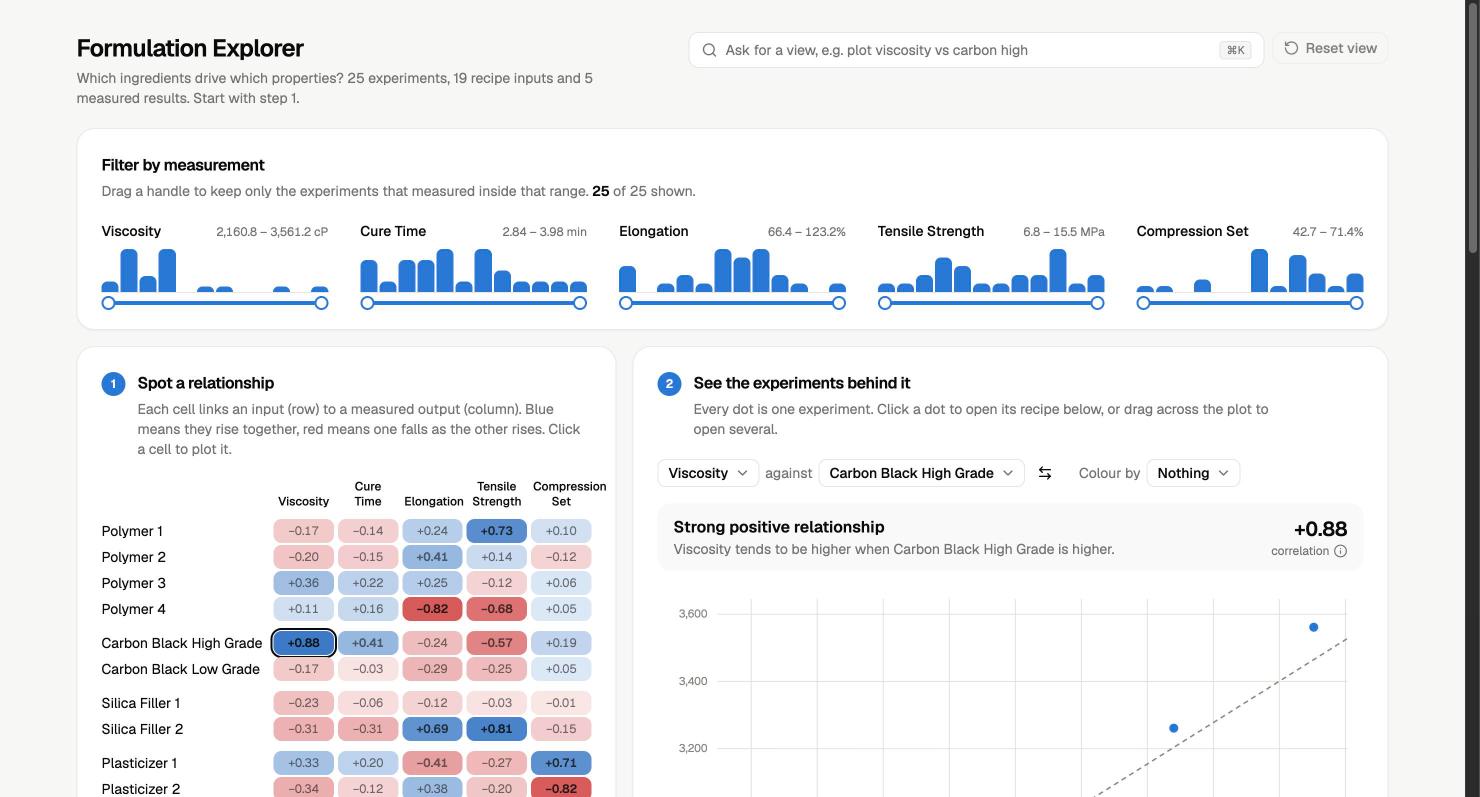 Formulation Explorer
Ask for a view, e.g. plot viscosity vs carbon high
⌘K
Reset view
Which ingredients drive which properties? 25 experiments, 19 recipe inputs and 5
measured results. Start with step 1.
Filter by measurement
Drag a handle to keep only the experiments that measured inside that range. 25 of 25 shown.
Viscosity 2,160.8 – 3,561.2 cP
Cure Time 2.84 – 3.98 min
Elongation 66.4 – 123.2%
Tensile Strength 6.8 – 15.5 MPa
Compression Set 42.7 – 71.4%
1 Spot a relationship
Each cell links an input (row) to a measured output (column). Blue
means they rise together, red means one falls as the other rises. Click
a cell to plot it.
Viscosity Cure Time Elongation Tensile Strength Compression Set
Polymer 1 −0.17 −0.14 +0.24 +0.73 +0.10
Polymer 2 −0.20 −0.15 +0.41 +0.14 −0.12
Polymer 3 +0.36 +0.22 +0.25 −0.12 +0.06
Polymer 4 +0.11 +0.16 −0.82 −0.68 +0.05
Carbon Black High Grade +0.88 +0.41 −0.24 −0.57 +0.19
Carbon Black Low Grade −0.17 −0.03 −0.29 −0.25 +0.05
Silica Filler 1 −0.23 −0.06 −0.12 −0.03 −0.01
Silica Filler 2 −0.31 −0.31 +0.69 +0.81 −0.15
Plasticizer 1 +0.33 +0.20 −0.41 −0.27 +0.71
Plasticizer 2 −0.34 −0.12 +0.38 −0.20 −0.82
2 See the experiments behind it
Every dot is one experiment. Click a dot to open its recipe below, or drag across the plot to
open several.
Viscosity against Carbon Black High Grade Colour by Nothing
Strong positive relationship
+0.88
Viscosity tends to be higher when Carbon Black High Grade is higher.
correlation
3,600
3,400
3,200